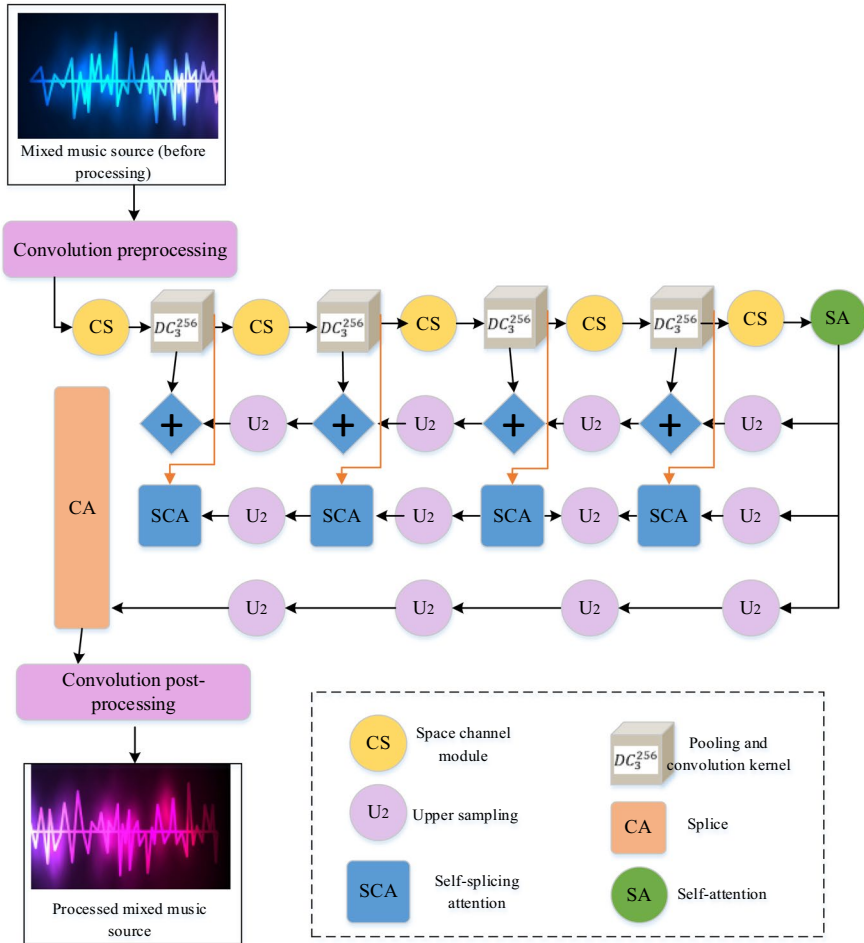 Mixed music source (before
processing)
Convolution preprocessing
CS DC₃²⁵⁶ CS DC₃²⁵⁶ CS DC₃²⁵⁶ CS DC₃²⁵⁶ CS SA
+ U₂ + U₂ + U₂ + U₂
CA
SCA U₂ SCA U₂ SCA U₂ SCA U₂
U₂ U₂ U₂
Convolution post-
processing
Processed mixed music
source
CS Space channel
module
DC₃²⁵⁶ Pooling and
convolution kernel
U₂ Upper sampling
CA Splice
SCA Self-splicing
attention
SA Self-attention